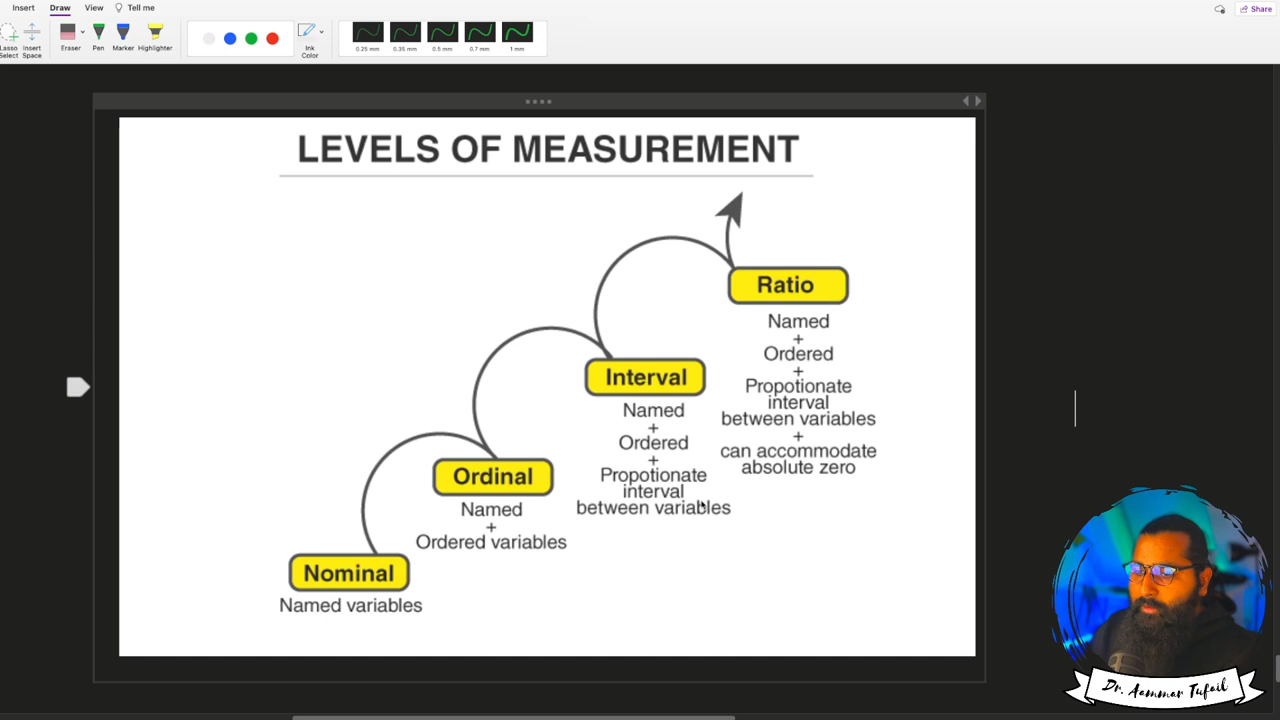 Insert Draw View Tell me
Share
Lasso
Select
Insert
Space
Eraser
Pen
Marker
Highlighter
Ink
Color
0.25 mm
0.35 mm
0.5 mm
0.7 mm
1 mm
LEVELS OF MEASUREMENT
Ratio
Named
+
Ordered
+
Propotionate
interval
between variables
+
can accommodate
absolute zero
Interval
Named
+
Ordered
+
Propotionate
interval
between variables
Ordinal
Named
+
Ordered variables
Nominal
Named variables
Dr. Aammar Tufail